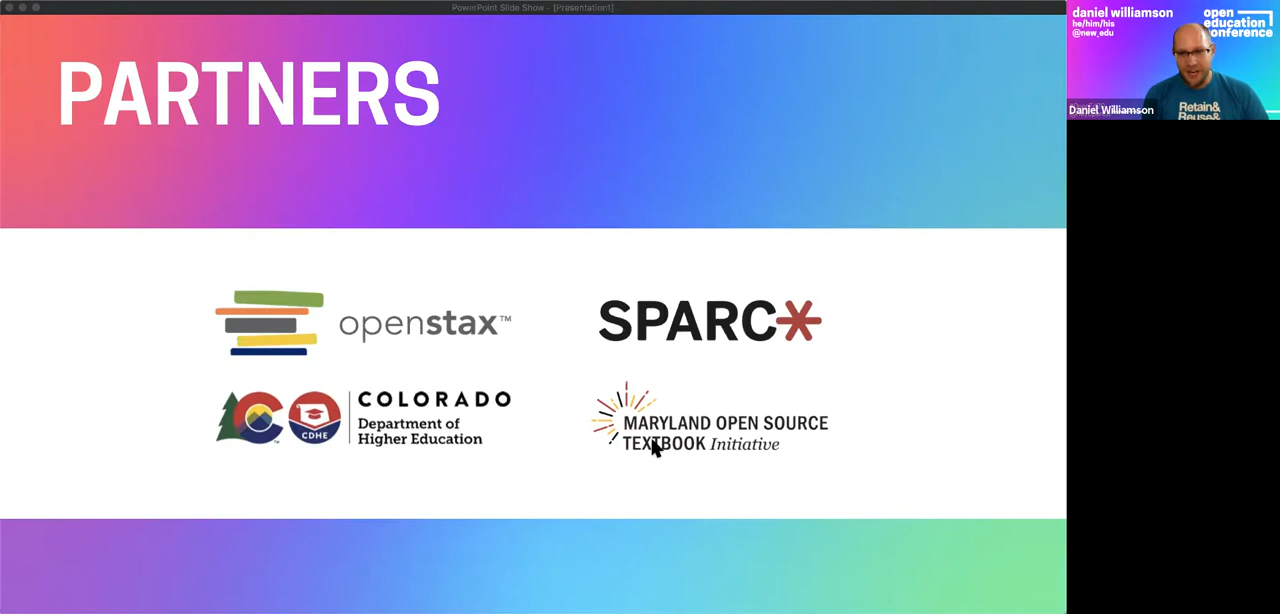 PowerPoint Slide Show - [Presentation1]
PARTNERS
openstax™
SPARC
COLORADO
Department of
Higher Education
CDHE
MARYLAND OPEN SOURCE
TEXTBOOK Initiative
daniel williamson
he/him/his
@new_edu
open
education
conference
Retain&
Reuse&
Daniel Williamson